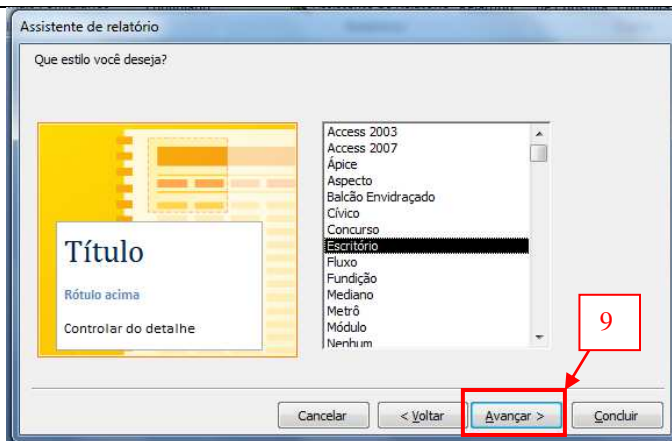 Assistente de relatório
Que estilo você deseja?
Título
Rótulo acima
Controlar do detalhe
Access 2003
Access 2007
Ápice
Aspecto
Balcão Envidraçado
Cívico
Concurso
Escritório
Fluxo
Fundição
Mediano
Metrô
Módulo
Nenhum
9
Cancelar
< Voltar
Avançar >
Concluir